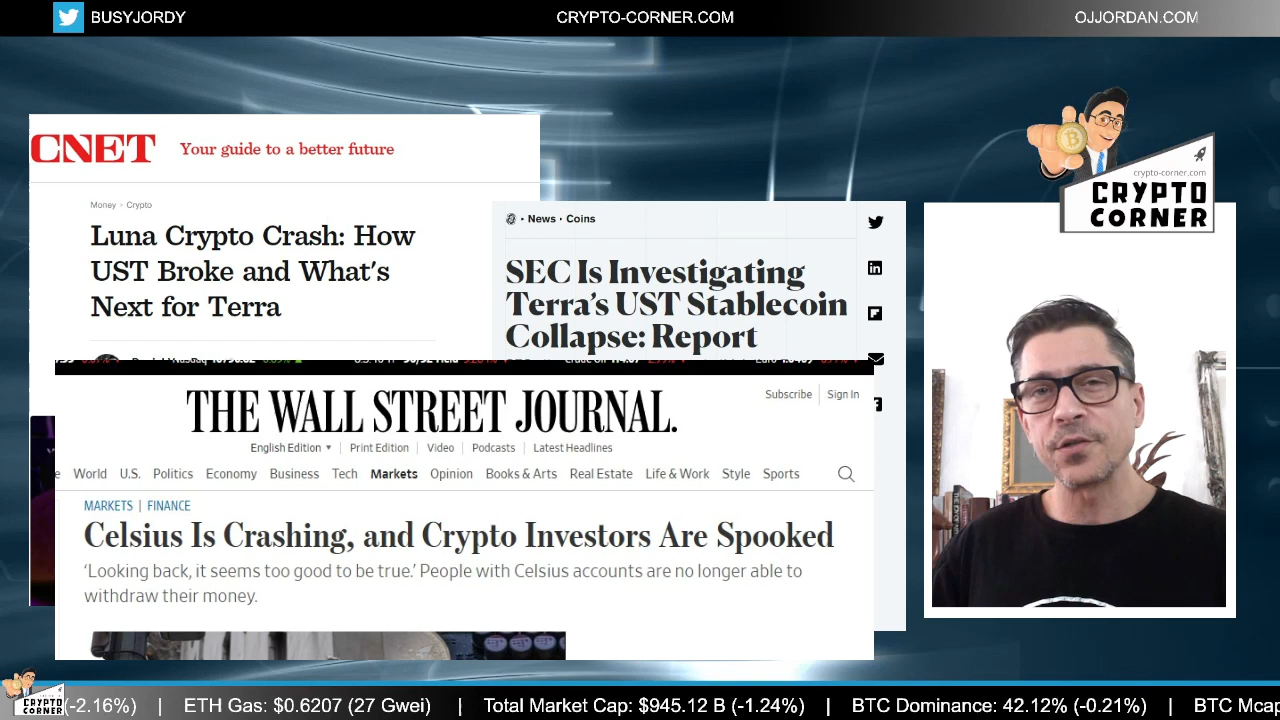 BUSYJORDY
CRYPTO-CORNER.COM
OJJORDAN.COM
CNET
Your guide to a better future
Money > Crypto
Luna Crypto Crash: How
UST Broke and What's
Next for Terra
• News • Coins
SEC Is Investigating
Terra's UST Stablecoin
Collapse: Report
crypto-corner.com
CRYPTO
CORNER
THE WALL STREET JOURNAL.
Subscribe | Sign In
English Edition ▼ | Print Edition | Video | Podcasts | Latest Headlines
World U.S. Politics Economy Business Tech Markets Opinion Books & Arts Real Estate Life & Work Style Sports
MARKETS | FINANCE
Celsius Is Crashing, and Crypto Investors Are Spooked
'Looking back, it seems too good to be true.' People with Celsius accounts are no longer able to
withdraw their money.
CRYPTO
CORNER
(-2.16%) | ETH Gas: $0.6207 (27 Gwei) | Total Market Cap: $945.12 B (-1.24%) | BTC Dominance: 42.12% (-0.21%) | BTC Mcap